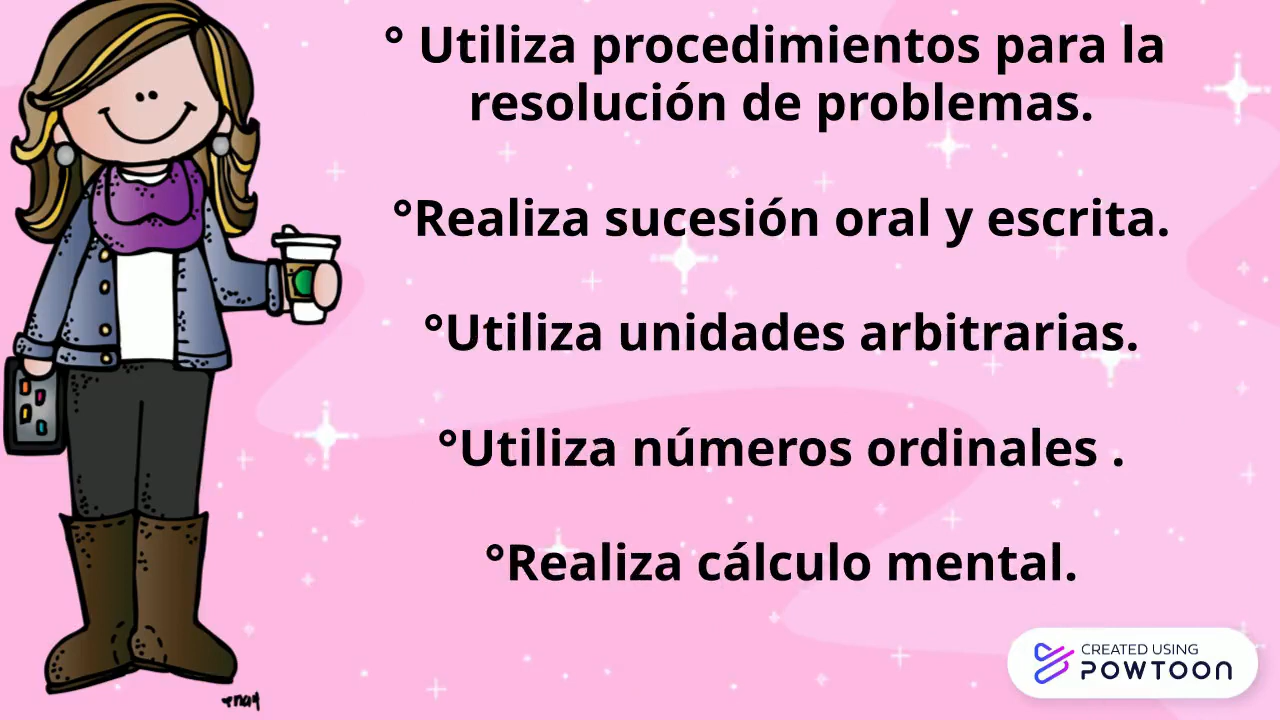 ° Utiliza procedimientos para la
resolución de problemas.
°Realiza sucesión oral y escrita.
°Utiliza unidades arbitrarias.
°Utiliza números ordinales .
°Realiza cálculo mental.
CREATED USING
POWTOON